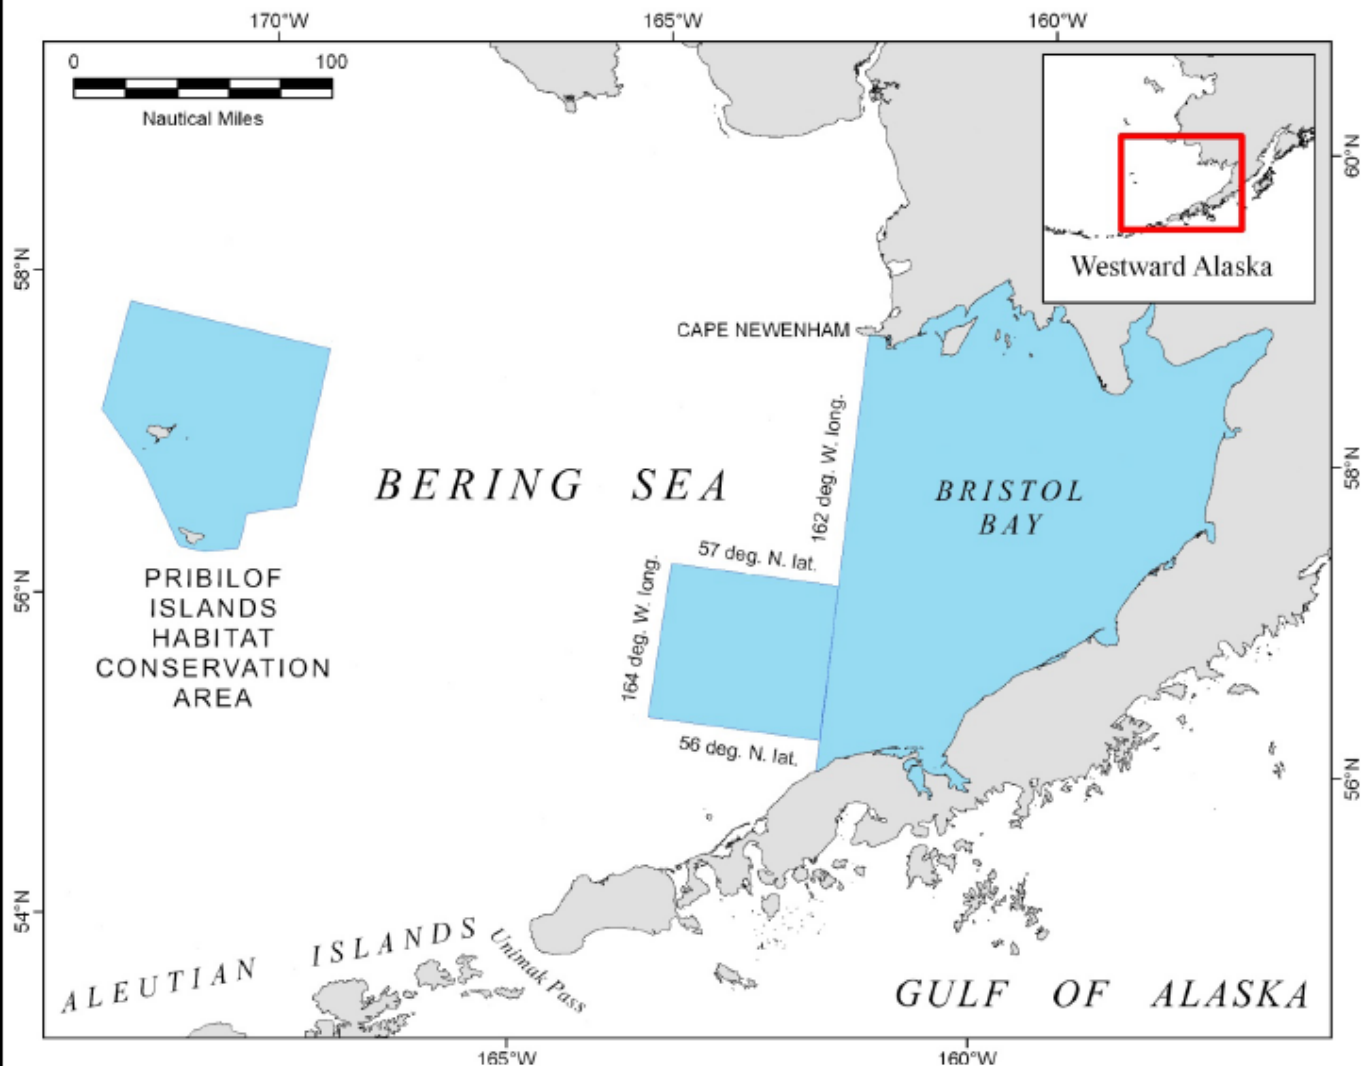 170°W
165°W
160°W
0
100
Nautical Miles
Westward Alaska
60°N
58°N
CAPE NEWENHAM
162 deg. W. long.
BERING SEA
BRISTOL
BAY
58°N
57 deg. N. lat.
164 deg. W. long.
56°N
PRIBILOF
ISLANDS
HABITAT
CONSERVATION
AREA
56 deg. N. lat.
56°N
54°N
ALEUTIAN ISLANDS
Unimak Pass
GULF OF ALASKA
165°W
160°W